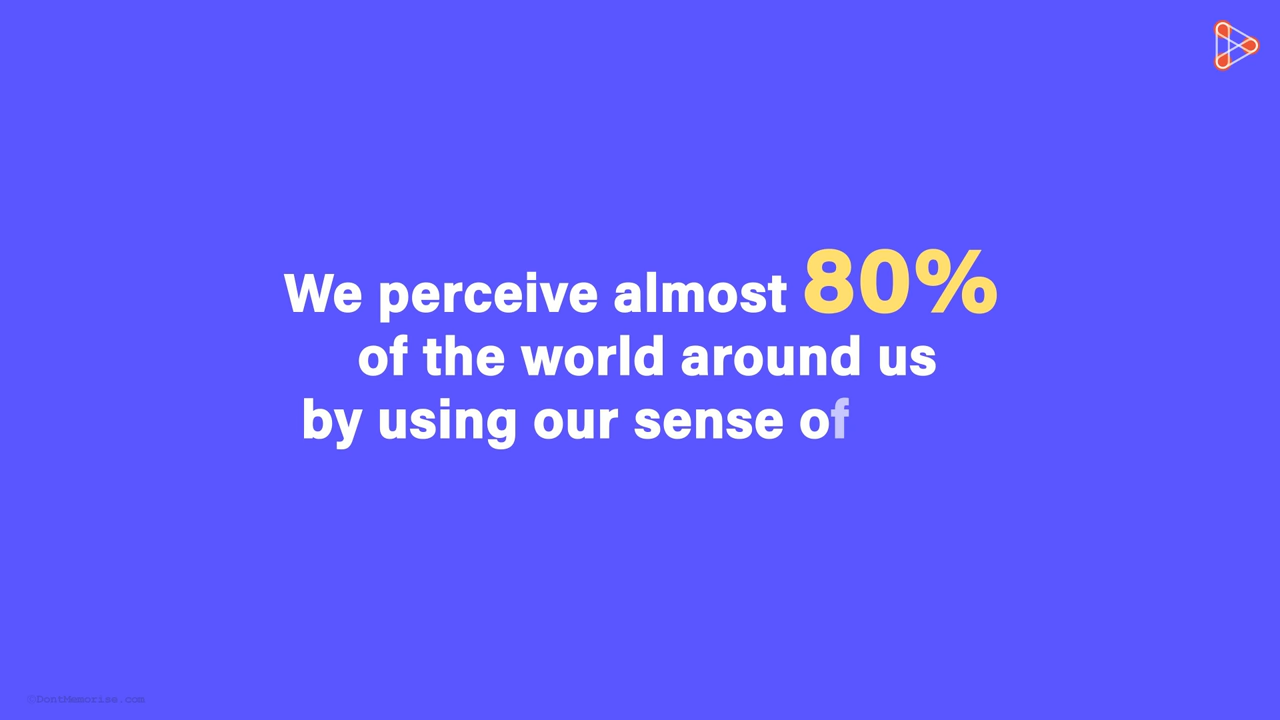 We perceive almost 80%
of the world around us
by using our sense of
©DontMemorise.com